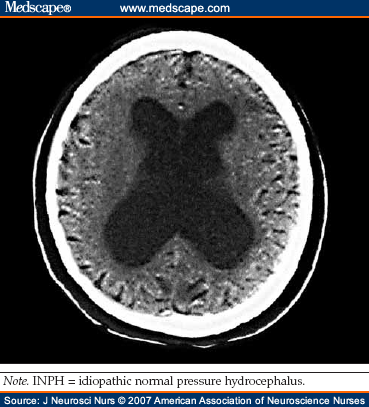 Medscape® www.medscape.com
Note. INPH = idiopathic normal pressure hydrocephalus.
Source: J Neurosci Nurs © 2007 American Association of Neuroscience Nurses